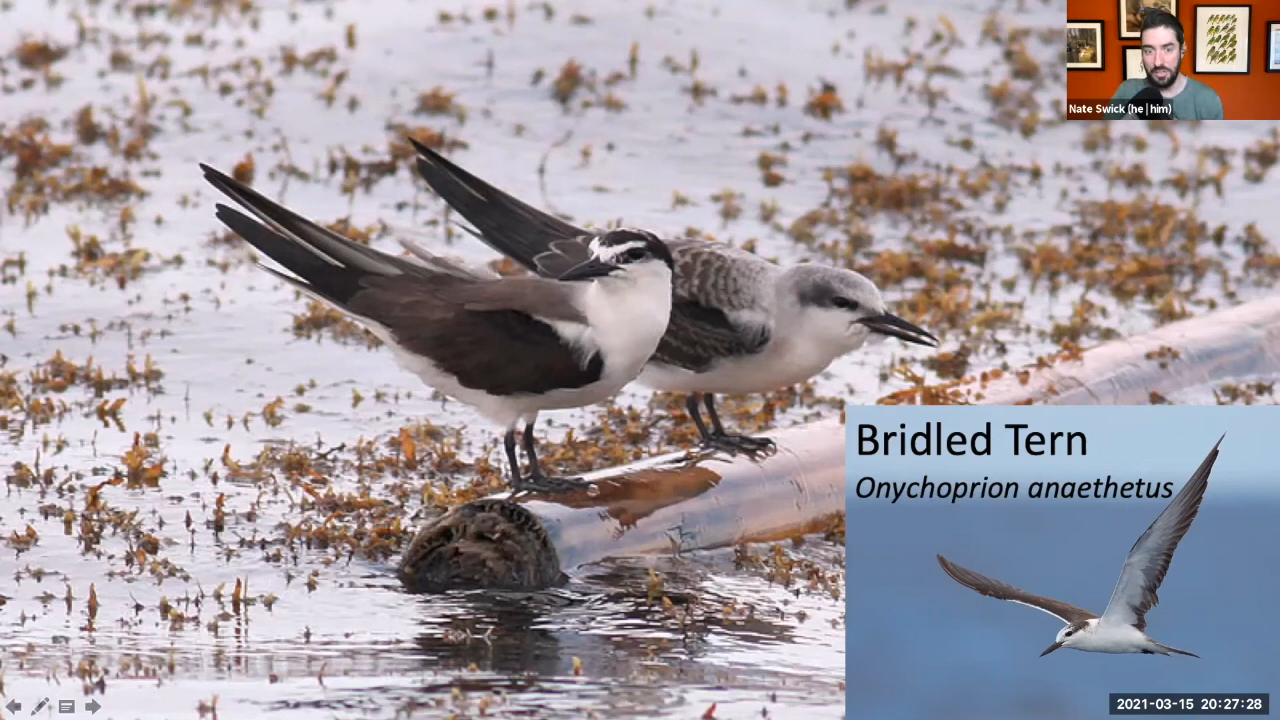 Nate Swick (he | him)
Bridled Tern
Onychoprion anaethetus
2021-03-15 20:27:28